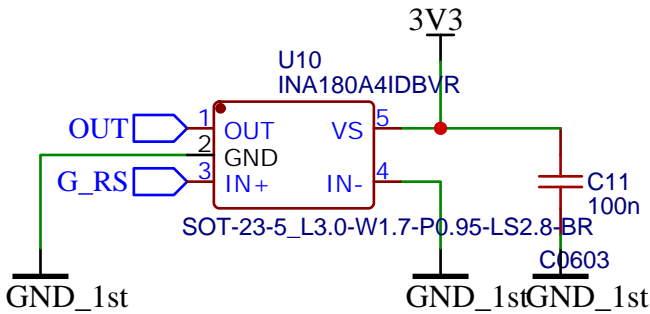 3V3
U10
INA180A4IDBVR
OUT 1 OUT VS 5
2 GND
G_RS 3 IN+ IN- 4
C11
100n
SOT-23-5_L3.0-W1.7-P0.95-LS2.8-BR
C0603
GND_1st GND_1st GND_1st